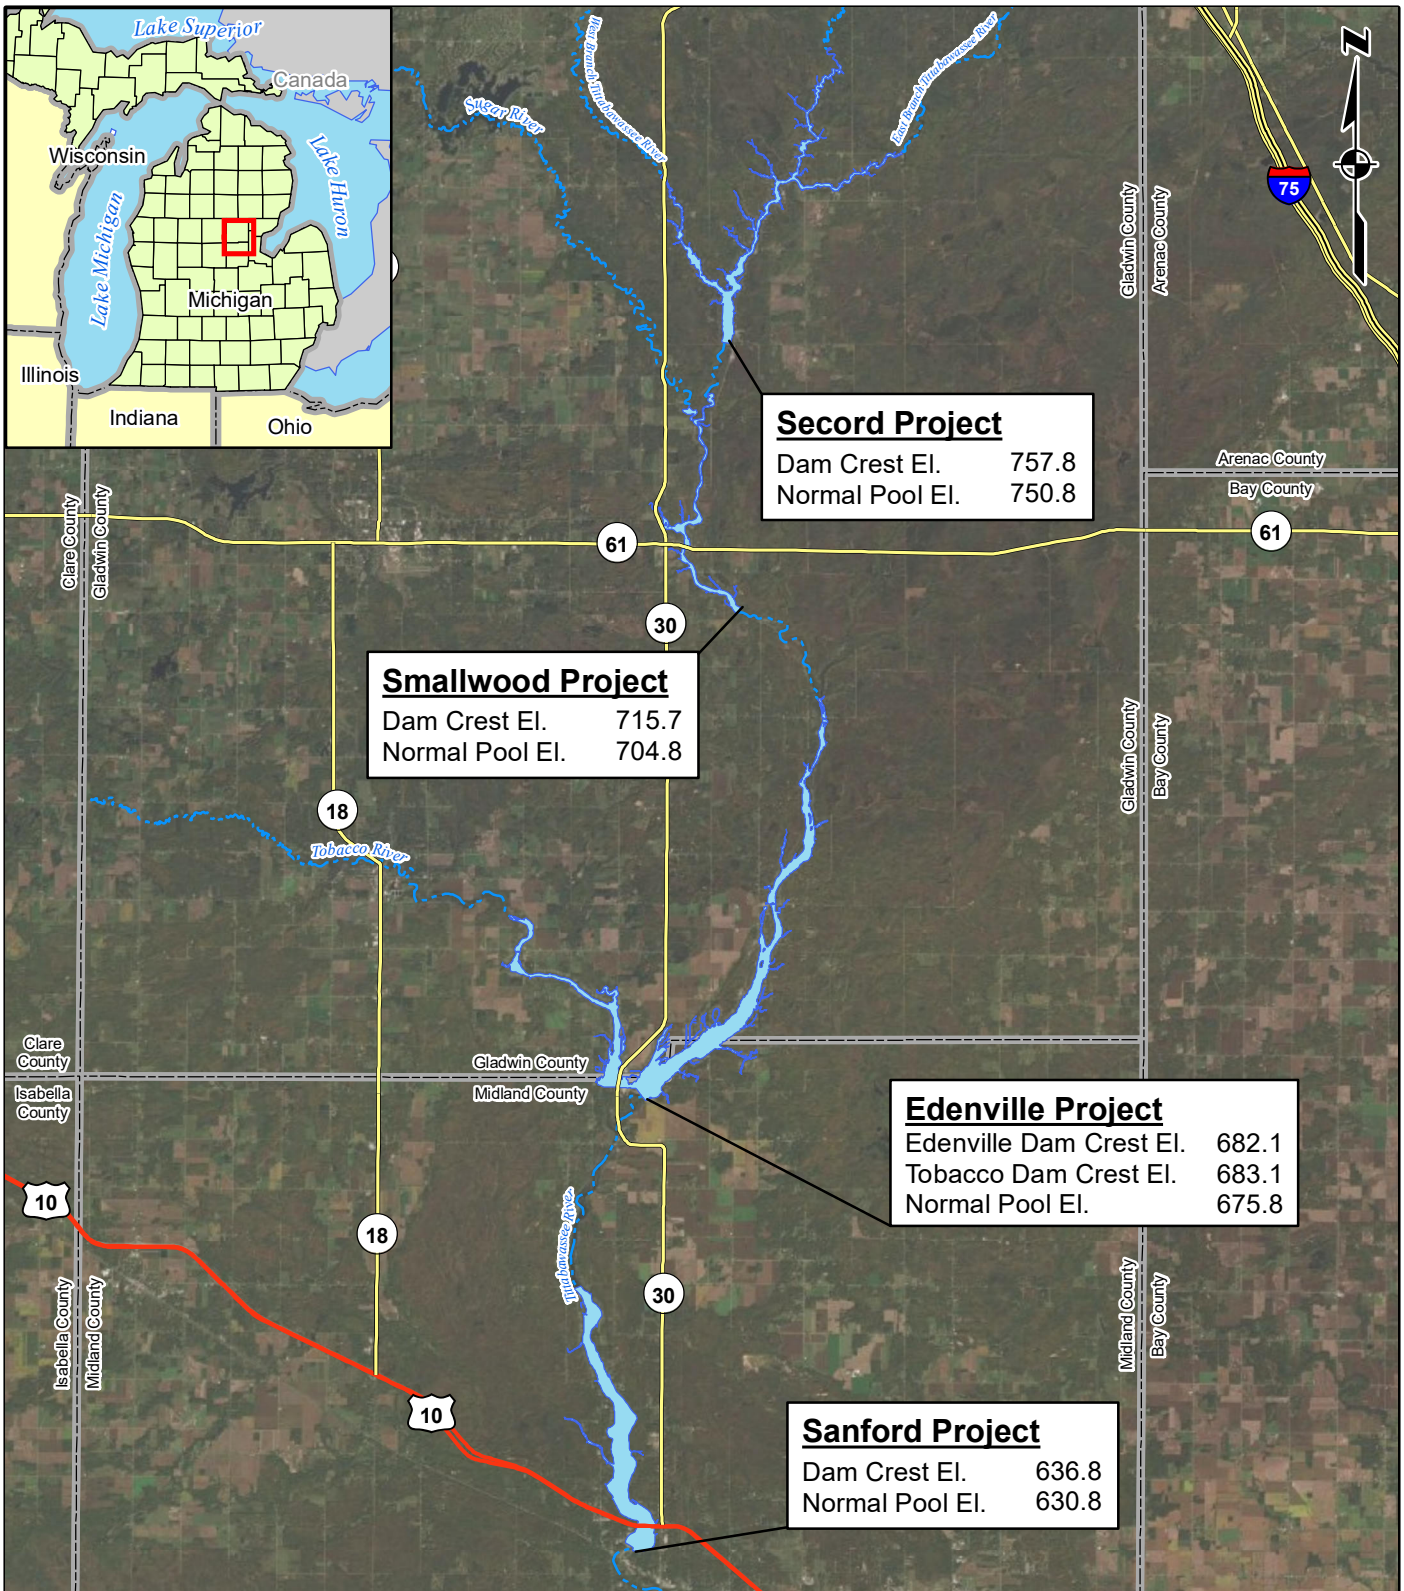 Lake Superior
Canada
Wisconsin
Lake Huron
Lake Michigan
Michigan
Illinois
Indiana
Ohio
West Branch Tittabawassee River
East Branch Tittabawassee River
Sugar River
N
75
Gladwin County
Arenac County
Secord Project
Dam Crest El. 757.8
Normal Pool El. 750.8
Arenac County
Bay County
Clare County
Gladwin County
61
61
30
Smallwood Project
Dam Crest El. 715.7
Normal Pool El. 704.8
Gladwin County
Bay County
18
Tobacco River
Clare
County
Isabella
County
Gladwin County
Midland County
Edenville Project
Edenville Dam Crest El. 682.1
Tobacco Dam Crest El. 683.1
Normal Pool El. 675.8
10
18
Tittabawassee River
30
Isabella County
Midland County
Midland County
Bay County
10
Sanford Project
Dam Crest El. 636.8
Normal Pool El. 630.8